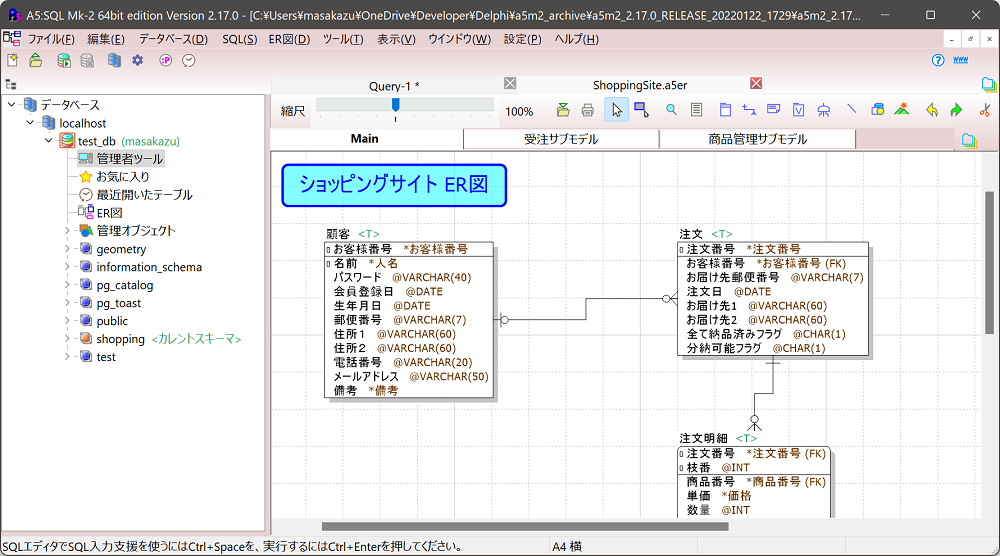 A5:SQL Mk-2 64bit edition Version 2.17.0 - [C:¥Users¥masakazu¥OneDrive¥Developer¥Delphi¥a5m2_archive¥a5m2_2.17.0_RELEASE_20220122_1729¥a5m2_2.17....
ファイル(F) 編集(E) データベース(D) SQL(S) ER図(D) ツール(T) 表示(V) ウインドウ(W) 設定(P) ヘルプ(H)
Query-1 * ShoppingSite.a5er
縮尺 100%
Main 受注サブモデル 商品管理サブモデル
データベース
localhost
test_db (masakazu)
管理者ツール
お気に入り
最近開いたテーブル
ER図
管理オブジェクト
geometry
information_schema
pg_catalog
pg_toast
public
shopping <カレントスキーマ>
test
ショッピングサイト ER図
顧客 <T>
お客様番号 *お客様番号
名前 *人名
パスワード @VARCHAR(40)
会員登録日 @DATE
生年月日 @DATE
郵便番号 @VARCHAR(7)
住所1 @VARCHAR(60)
住所2 @VARCHAR(60)
電話番号 @VARCHAR(20)
メールアドレス @VARCHAR(50)
備考 *備考
注文 <T>
注文番号 *注文番号
お客様番号 *お客様番号 (FK)
お届け先郵便番号 @VARCHAR(7)
注文日 @DATE
お届け先1 @VARCHAR(60)
お届け先2 @VARCHAR(60)
全て納品済みフラグ @CHAR(1)
分納可能フラグ @CHAR(1)
注文明細 <T>
注文番号 *注文番号 (FK)
枝番 @INT
商品番号 *商品番号 (FK)
単価 *価格
数量 @INT
SQLエディタでSQL入力支援を使うにはCtrl+Spaceを、実行するにはCtrl+Enterを押してください。 A4 横